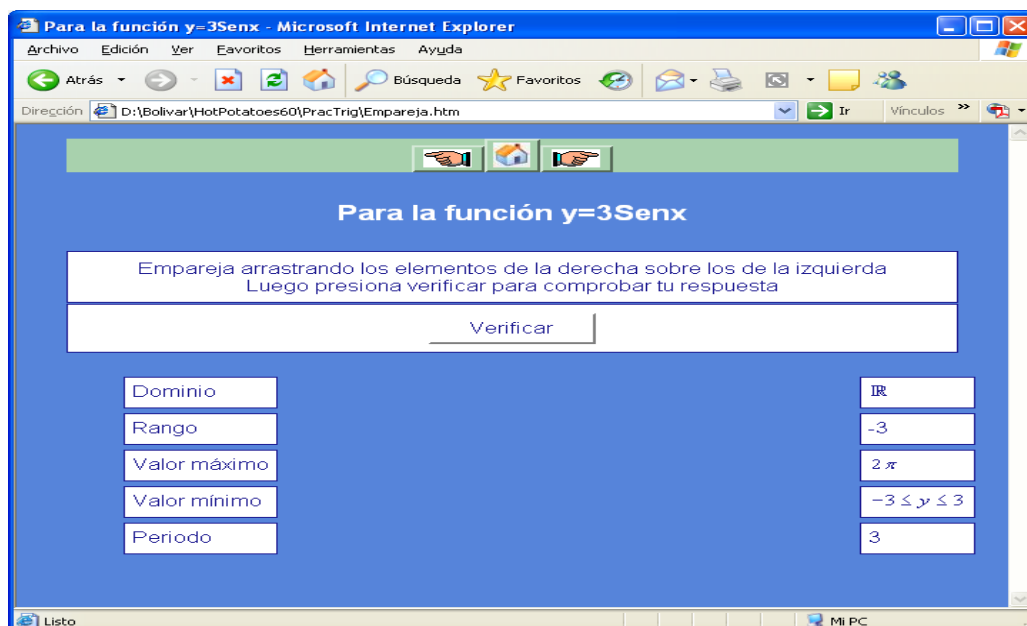 Para la función y=3Senx - Microsoft Internet Explorer
Archivo Edición Ver Favoritos Herramientas Ayuda
Atrás Búsqueda Favoritos
Dirección D:\Bolivar\HotPotatoes60\PracTrig\Empareja.htm Ir Vínculos »
Para la función y=3Senx
Empareja arrastrando los elementos de la derecha sobre los de la izquierda
Luego presiona verificar para comprobar tu respuesta
Verificar
Dominio ℝ
Rango -3
Valor máximo 2 π
Valor mínimo −3 ≤ y ≤ 3
Periodo 3
Listo Mi PC